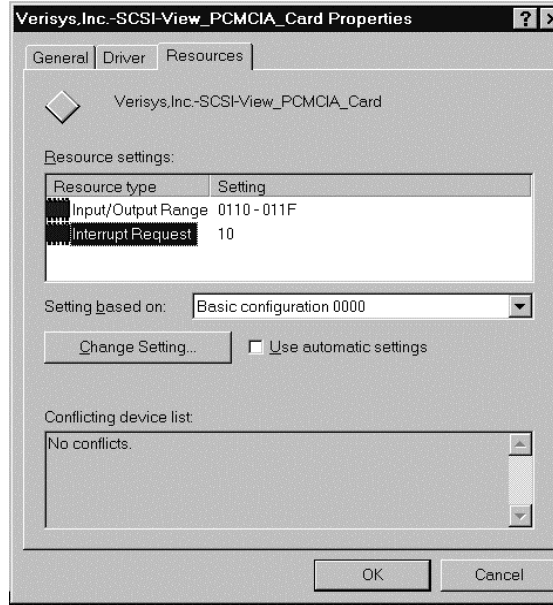 Verisys,Inc.-SCSI-View_PCMCIA_Card Properties
General Driver Resources
Verisys,Inc.-SCSI-View_PCMCIA_Card
Resource settings:
Resource type Setting
Input/Output Range 0110 - 011F
Interrupt Request 10
Setting based on: Basic configuration 0000
Change Setting... Use automatic settings
Conflicting device list:
No conflicts.
OK Cancel